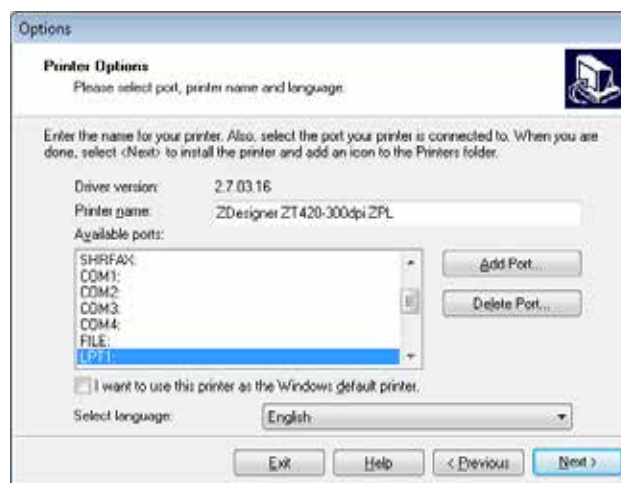 Options
Printer Options
Please select port, printer name and language.
Enter the name for your printer. Also, select the port your printer is connected to. When you are
done, select <Next> to install the printer and add an icon to the Printers folder.
Driver version: 2.7.03.16
Printer name: ZDesigner ZT420-300dpi ZPL
Available ports:
SHRFAX:
COM1:
COM2:
COM3:
COM4:
FILE:
LPT1:
Add Port...
Delete Port...
I want to use this printer as the Windows default printer.
Select language: English
Exit Help < Previous Next >